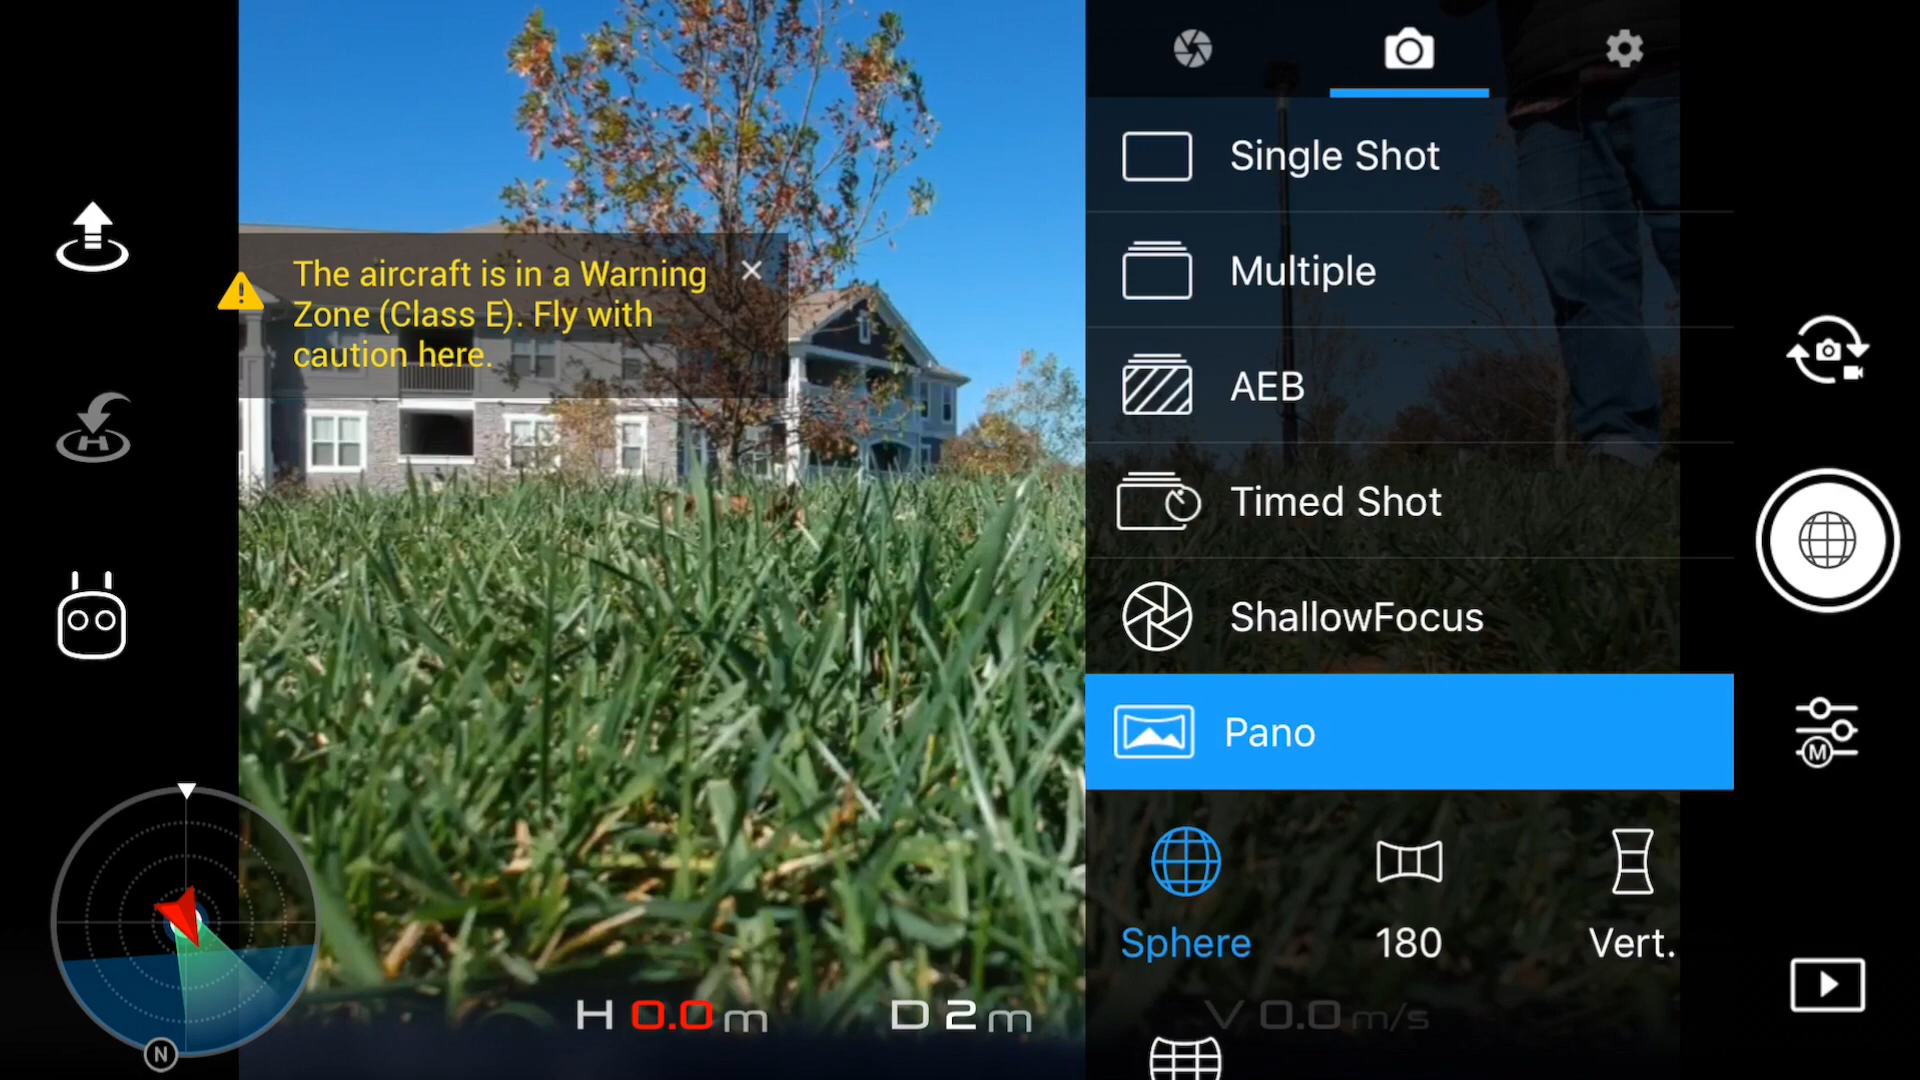 Single Shot
The aircraft is in a Warning
Zone (Class E). Fly with
caution here.
Multiple
AEB
Timed Shot
ShallowFocus
Pano
M
Sphere
180
Vert.
H 0.0 m
D 2 m
V 0.0 m/s
H
N